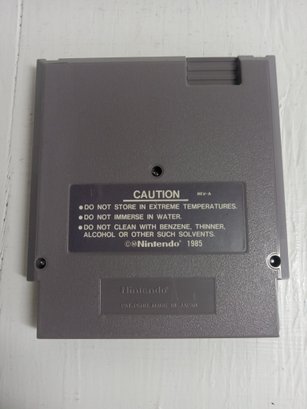 CAUTION REV-A
• DO NOT STORE IN EXTREME TEMPERATURES.
• DO NOT IMMERSE IN WATER.
• DO NOT CLEAN WITH BENZENE, THINNER,
ALCOHOL OR OTHER SUCH SOLVENTS.
©Ⓜ Nintendo® 1985
Nintendo®